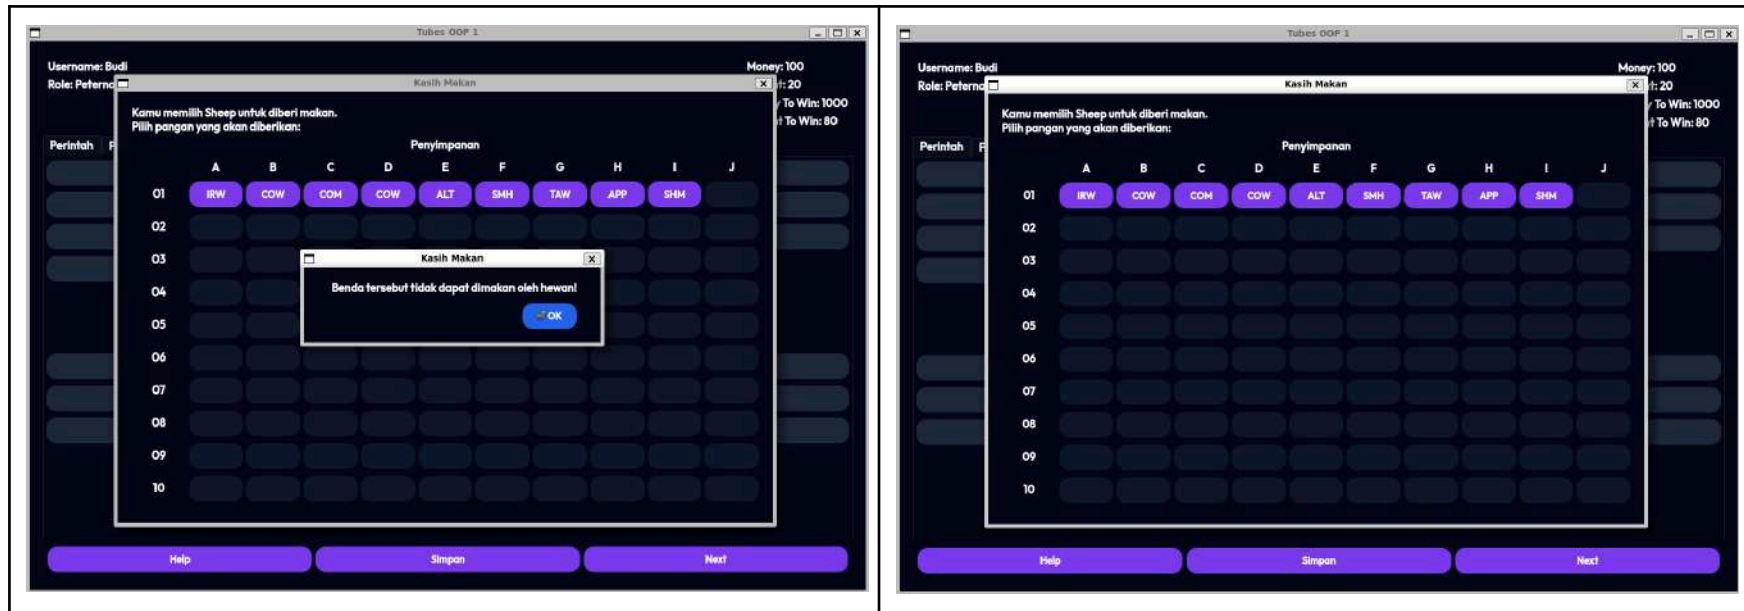 Tubes OOP 1
Username: Budi
Money: 100
Role: Peterna
t: 20
Kasih Makan
To Win: 1000
t To Win: 80
Kamu memilih Sheep untuk diberi makan.
Pilih pangan yang akan diberikan:
Perintah
P
Penyimpanan
A B C D E F G H I J
01 IRW COW COM COW ALT SMH TAW APP SHM
02
03
Kasih Makan
04
Benda tersebut tidak dapat dimakan oleh hewan!
05
OK
06
07
08
09
10
Help
Simpan
Next
Tubes OOP 1
Username: Budi
Money: 100
Role: Peterna
t: 20
Kasih Makan
To Win: 1000
t To Win: 80
Kamu memilih Sheep untuk diberi makan.
Pilih pangan yang akan diberikan:
Perintah
P
Penyimpanan
A B C D E F G H I J
01 IRW COW COM COW ALT SMH TAW APP SHM
02
03
04
05
06
07
08
09
10
Help
Simpan
Next